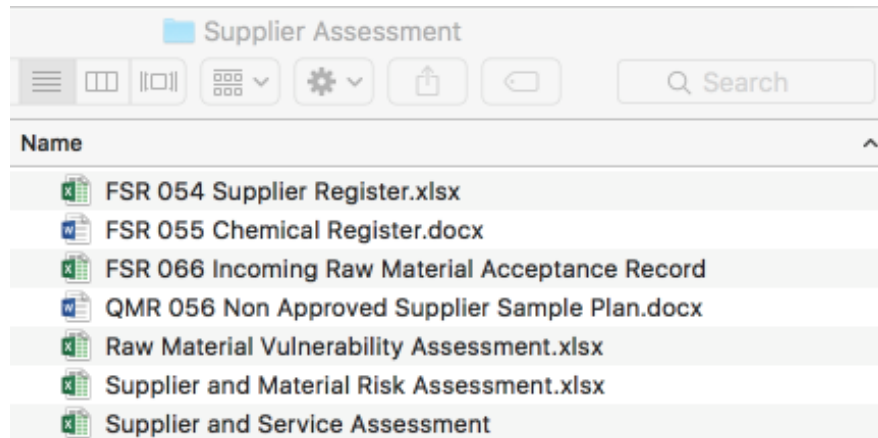 Supplier Assessment
Search
Name
FSR 054 Supplier Register.xlsx
FSR 055 Chemical Register.docx
FSR 066 Incoming Raw Material Acceptance Record
QMR 056 Non Approved Supplier Sample Plan.docx
Raw Material Vulnerability Assessment.xlsx
Supplier and Material Risk Assessment.xlsx
Supplier and Service Assessment